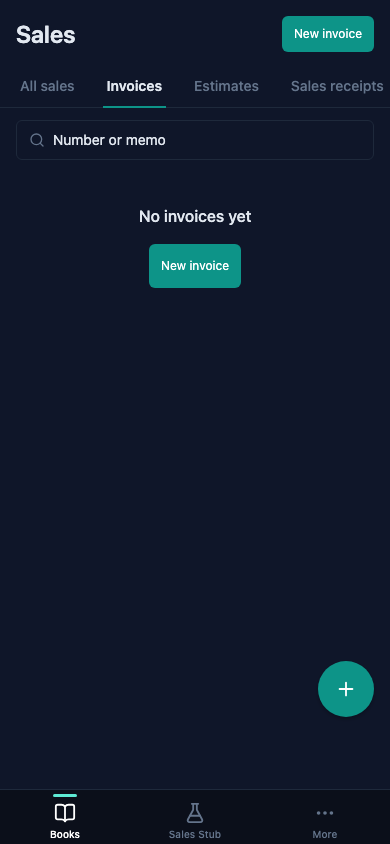 Sales
New invoice
All sales
Invoices
Estimates
Sales receipts
Number or memo
No invoices yet
New invoice
Books
Sales Stub
More